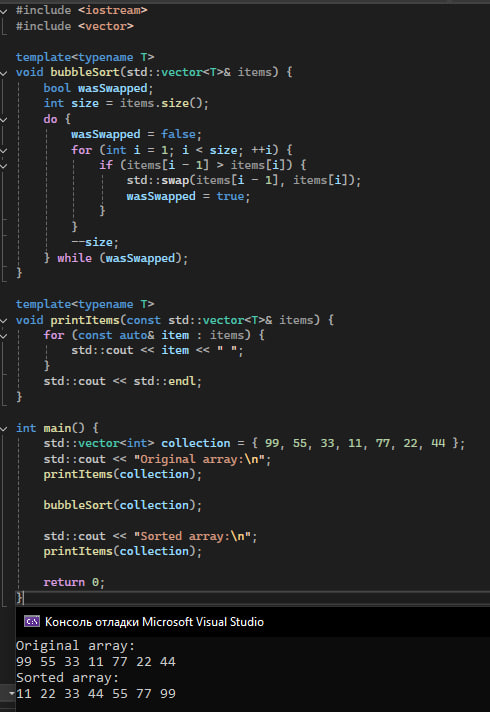 #include <iostream>
#include <vector>
template<typename T>
void bubbleSort(std::vector<T>& items) {
    bool wasSwapped;
    int size = items.size();
    do {
        wasSwapped = false;
        for (int i = 1; i < size; ++i) {
            if (items[i - 1] > items[i]) {
                std::swap(items[i - 1], items[i]);
                wasSwapped = true;
            }
        }
        --size;
    } while (wasSwapped);
}
template<typename T>
void printItems(const std::vector<T>& items) {
    for (const auto& item : items) {
        std::cout << item << " ";
    }
    std::cout << std::endl;
}
int main() {
    std::vector<int> collection = { 99, 55, 33, 11, 77, 22, 44 };
    std::cout << "Original array:\n";
    printItems(collection);
    bubbleSort(collection);
    std::cout << "Sorted array:\n";
    printItems(collection);
    return 0;
}
Консоль отладки Microsoft Visual Studio
Original array:
99 55 33 11 77 22 44
Sorted array:
11 22 33 44 55 77 99